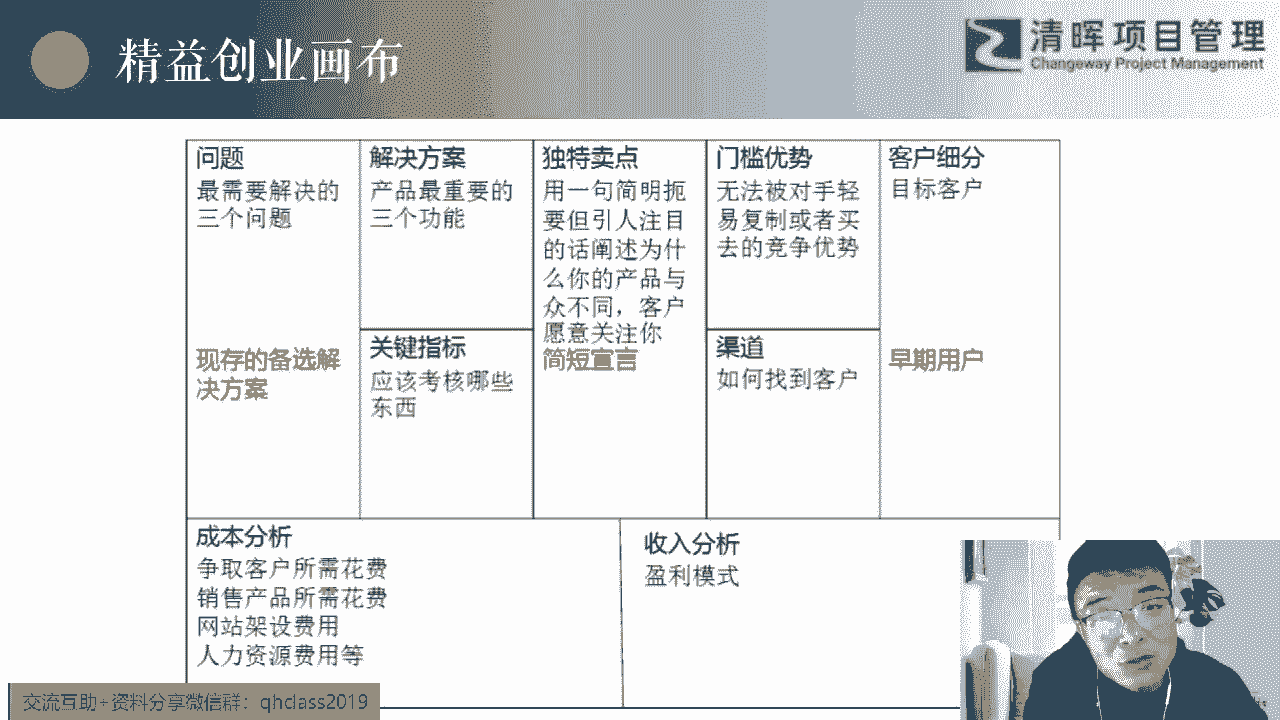 精益创业画布
清晖项目管理
Changeway Project Management
问题
最需要解决的
三个问题
现存的备选解
决方案
解决方案
产品最重要的
三个功能
关键指标
应该考核哪些
东西
独特卖点
用一句简明扼
要但引人注目
的话阐述为什
么你的产品与
众不同，客户
愿意关注你
简短宣言
门槛优势
无法被对手轻
易复制或者买
去的竞争优势
渠道
如何找到客户
客户细分
目标客户
早期用户
成本分析
争取客户所需花费
销售产品所需花费
网站架设费用
人力资源费用等
收入分析
盈利模式
交流互助+资料分享微信群：qhclass2019